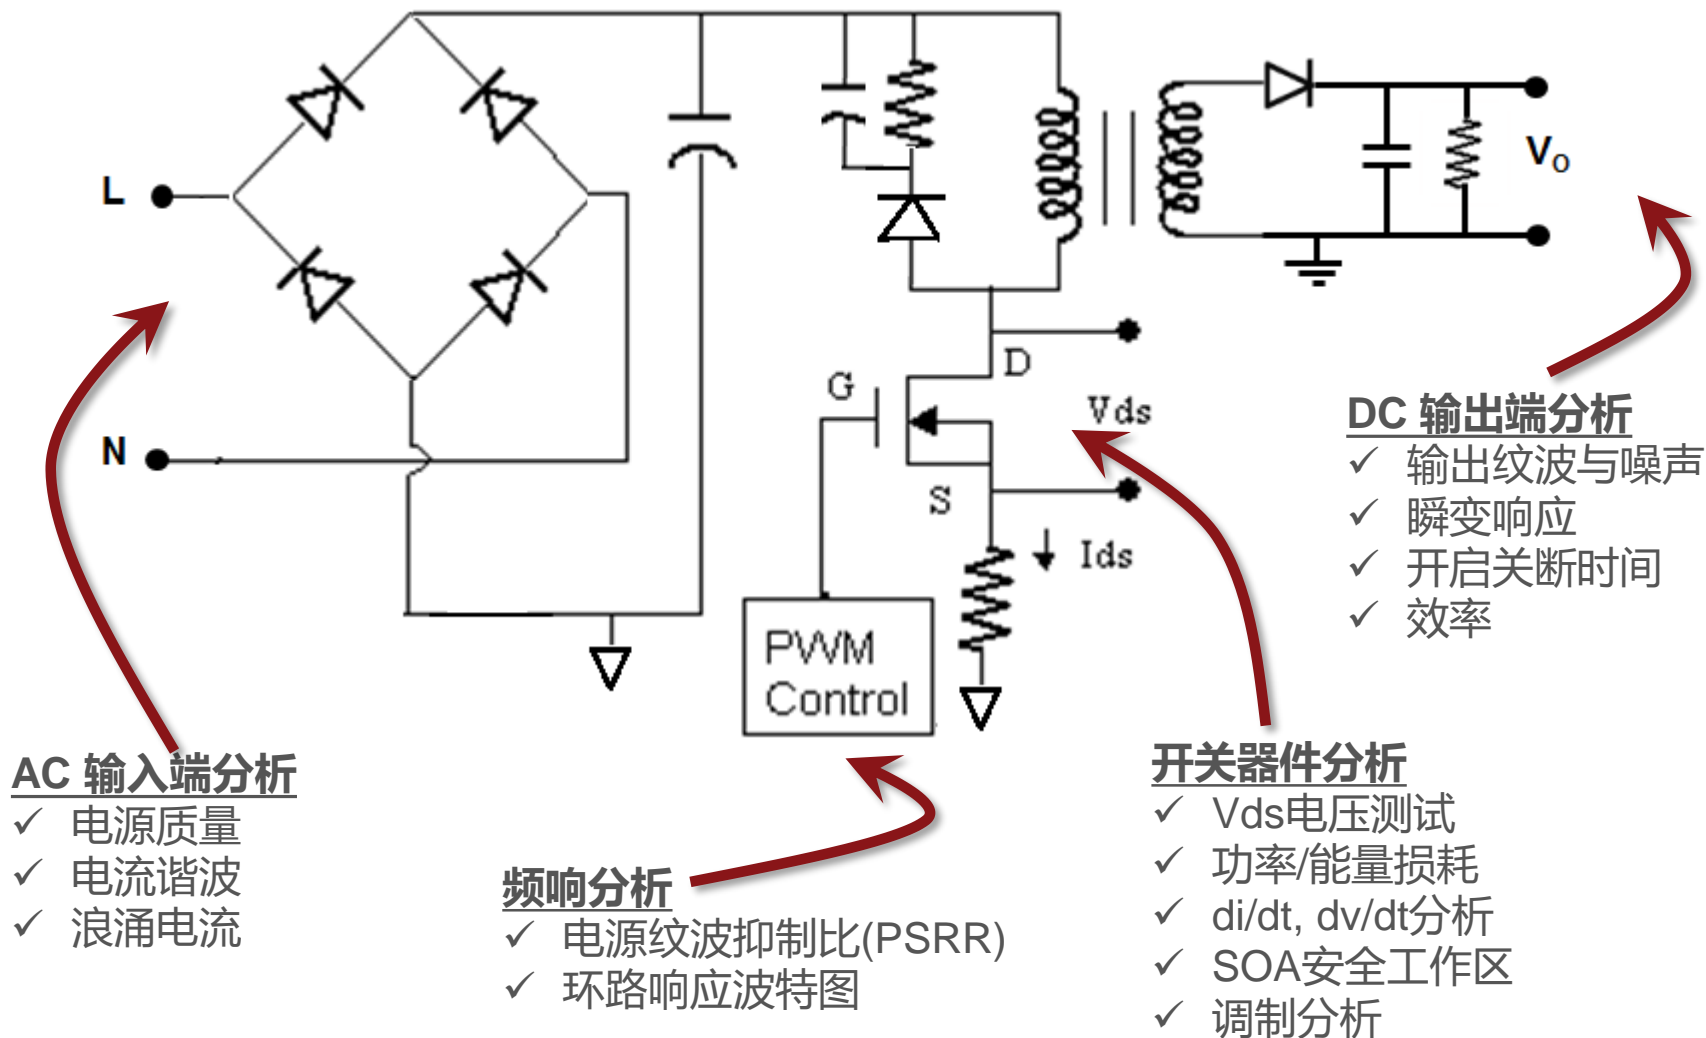 L
N
G
D
S
Vds
Ids
Vo
PWM
Control
AC 输入端分析
✓ 电源质量
✓ 电流谐波
✓ 浪涌电流
频响分析
✓ 电源纹波抑制比(PSRR)
✓ 环路响应波特图
开关器件分析
✓ Vds电压测试
✓ 功率/能量损耗
✓ di/dt, dv/dt分析
✓ SOA安全工作区
✓ 调制分析
DC 输出端分析
✓ 输出纹波与噪声
✓ 瞬变响应
✓ 开启关断时间
✓ 效率